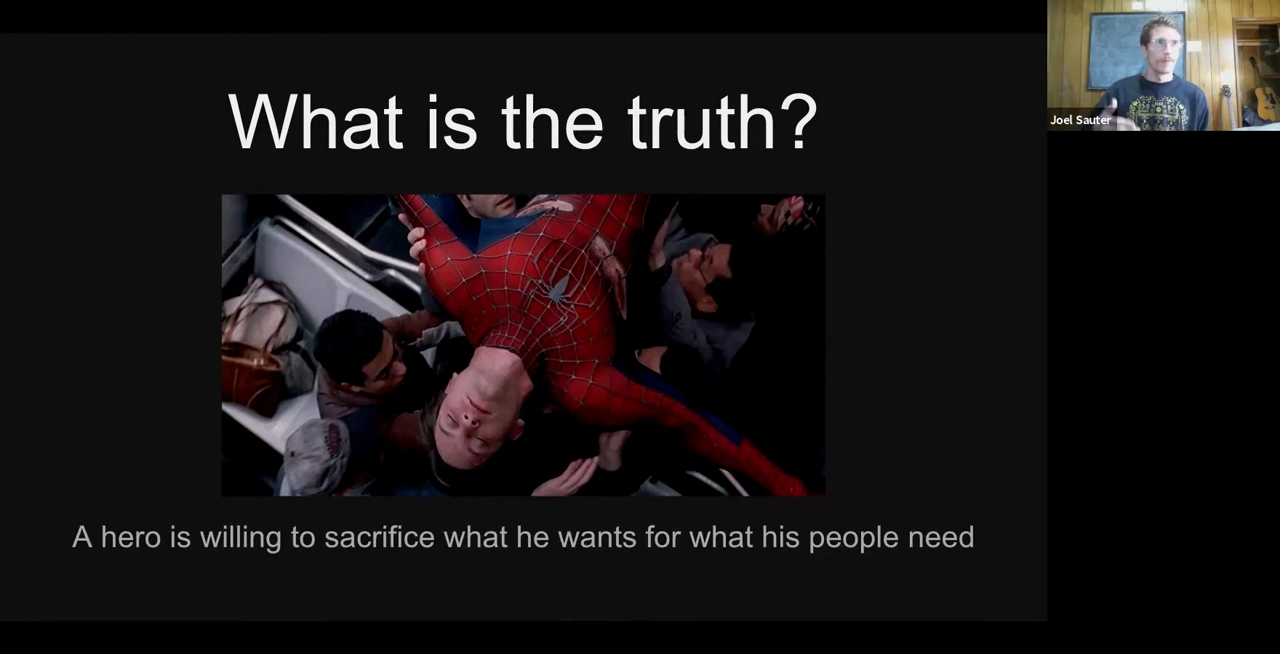 What is the truth?
A hero is willing to sacrifice what he wants for what his people need
Joel Sauter